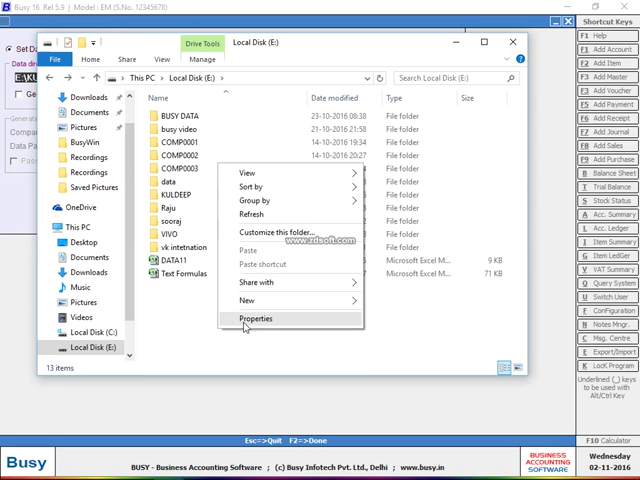 Busy 16 Rel 5.9 Model : EM (S.No. 12345678)
Shortcut Keys
Set Da
Data direc
E:\KU
Ge
Generate
Compa
Data Pa
Pass
Drive Tools
Local Disk (E:)
File
Home
Share
View
Manage
This PC > Local Disk (E:) >
Search Local Disk (E:)
Name
Date modified
Type
Size
Downloads
Documents
Pictures
BusyWin
Recordings
Recordings
Saved Pictures
OneDrive
This PC
Desktop
Documents
Downloads
Music
Pictures
Videos
Local Disk (C:)
Local Disk (E:)
BUSY DATA 23-10-2016 08:38 File folder
busy video 21-10-2016 21:58 File folder
COMP0001 14-10-2016 19:34 File folder
COMP0002 14-10-2016 20:27 File folder
COMP0003 File folder
data File folder
KULDEEP File folder
Raju File folder
sooraj File folder
VIVO File folder
vk intetnation File folder
DATA11 Microsoft Excel M... 9 KB
Text Formulas Microsoft Excel M... 71 KB
View
Sort by
Group by
Refresh
Customize this folder...
www.zdsoft.com
Paste
Paste shortcut
Share with
New
Properties
13 items
F1 Help
F1 Add Account
F2 Add Item
F3 Add Master
F3 Add Voucher
F5 Add Payment
F6 Add Receipt
F7 Add Journal
F8 Add Sales
F9 Add Purchase
B Balance Sheet
T Trial Balance
S Stock Status
A Acc. Summary
L Acc. Ledger
I Item Summary
D Item Ledger
V VAT Summary
Q Query System
U Switch User
F Configuration
N Notes Mngr.
C Msg. Centre
E Export/Import
K Lock Program
Underlined (_) keys
to be used with
Alt/Ctrl Key
F10 Calculator
Esc=>Quit F2=>Done
Busy
BUSY - Business Accounting Software ; (c) Busy Infotech Pvt. Ltd., Delhi ; www.busy.in
BUSINESS
ACCOUNTING
SOFTWARE
Wednesday
02-11-2016